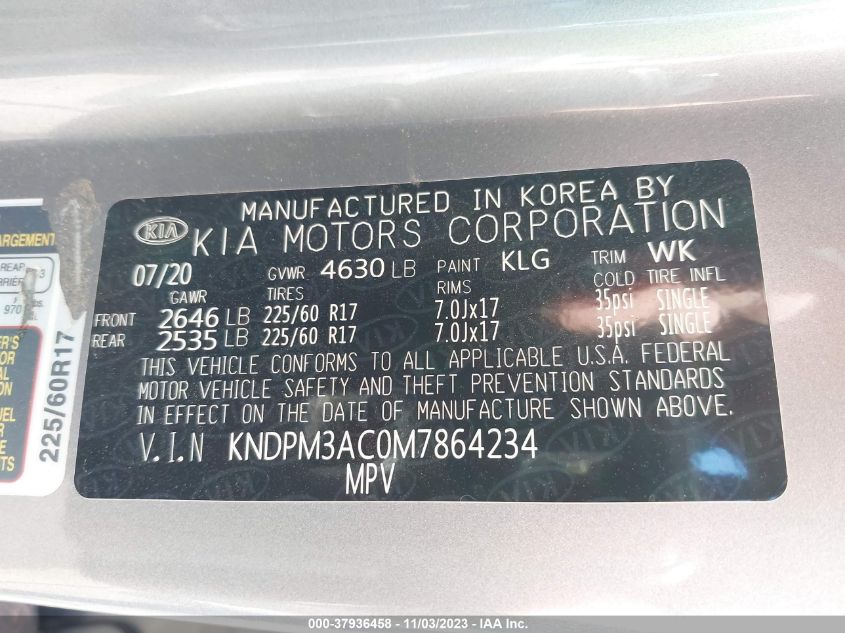 MANUFACTURED IN KOREA BY
KIA KIA MOTORS CORPORATION
07/20 GVWR 4630 LB PAINT KLG TRIM WK
GAWR TIRES RIMS COLD TIRE INFL
FRONT 2646 LB 225/60 R17 7.0Jx17 35psi SINGLE
REAR 2535 LB 225/60 R17 7.0Jx17 35psi SINGLE
THIS VEHICLE CONFORMS TO ALL APPLICABLE U.S.A. FEDERAL
MOTOR VEHICLE SAFETY AND THEFT PREVENTION STANDARDS
IN EFFECT ON THE DATE OF MANUFACTURE SHOWN ABOVE.
V.I.N KNDPM3AC0M7864234
MPV
ARGEMENT
REAR
970
225/60R17
000-37936458 - 11/03/2023 - IAA Inc.